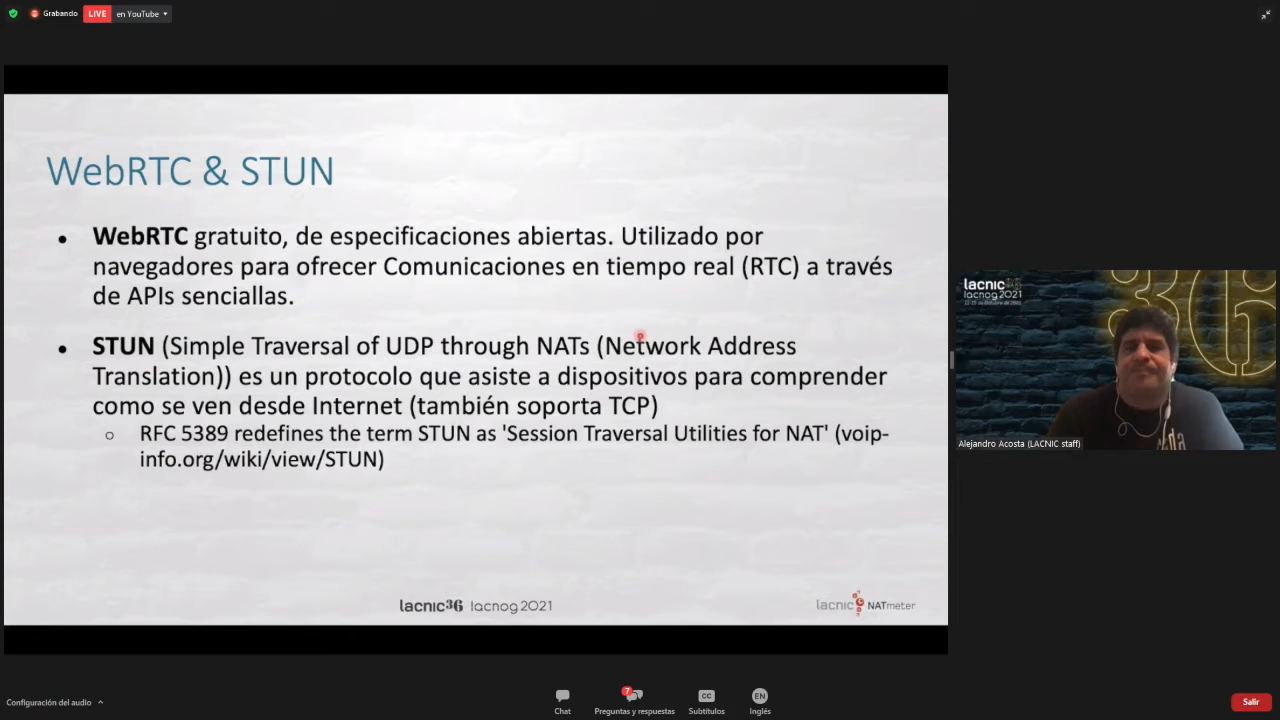 Grabando
LIVE
en YouTube
WebRTC & STUN
• WebRTC gratuito, de especificaciones abiertas. Utilizado por
navegadores para ofrecer Comunicaciones en tiempo real (RTC) a través
de APIs senciallas.
• STUN (Simple Traversal of UDP through NATs (Network Address
Translation)) es un protocolo que asiste a dispositivos para comprender
como se ven desde Internet (también soporta TCP)
○ RFC 5389 redefines the term STUN as 'Session Traversal Utilities for NAT' (voip-
info.org/wiki/view/STUN)
lacnic36 lacnog2021
lacnic NATmeter
lacnic36
lacnog2021
36
Alejandro Acosta (LACNIC staff)
Configuración del audio
Chat
7
Preguntas y respuestas
CC
Subtítulos
EN
Inglés
Salir